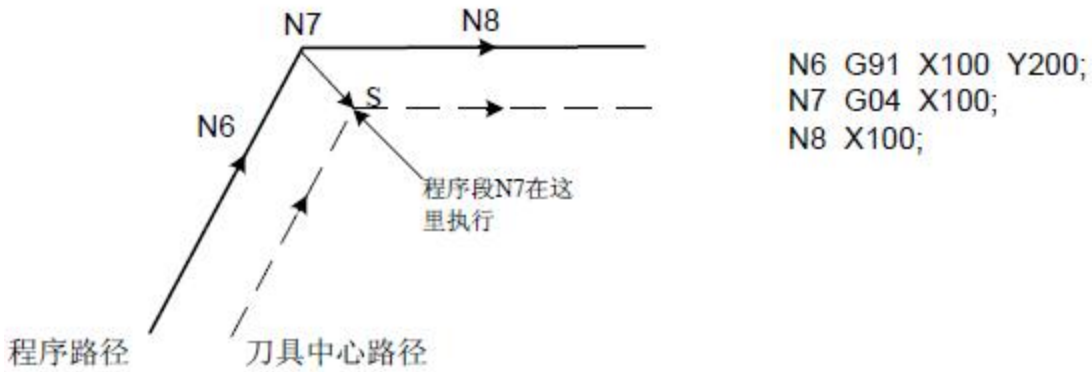 N7
N8
N6 G91 X100 Y200;
N7 G04 X100;
N8 X100;
S
N6
程序段N7在这
里执行
程序路径
刀具中心路径